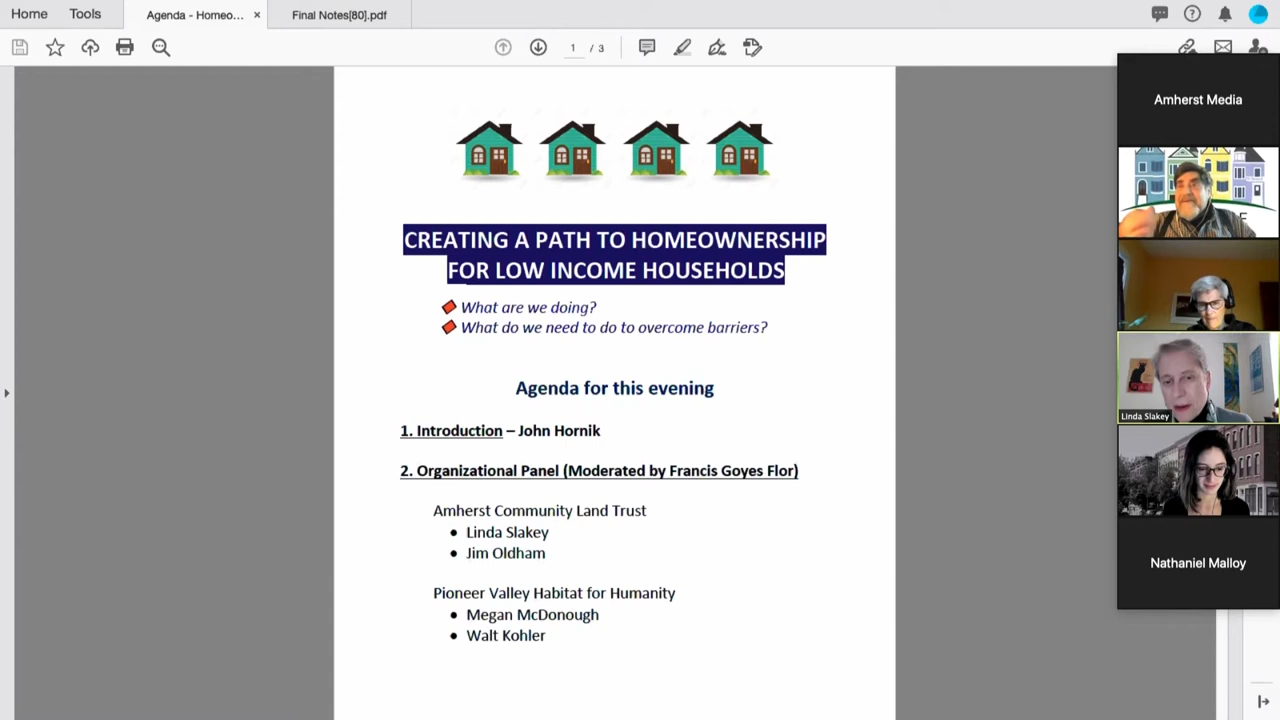 Home
Tools
Agenda - Homeo...
×
Final Notes[80].pdf
1 / 3
CREATING A PATH TO HOMEOWNERSHIP
FOR LOW INCOME HOUSEHOLDS
What are we doing?
What do we need to do to overcome barriers?
Agenda for this evening
1. Introduction – John Hornik
2. Organizational Panel (Moderated by Francis Goyes Flor)
Amherst Community Land Trust
• Linda Slakey
• Jim Oldham
Pioneer Valley Habitat for Humanity
• Megan McDonough
• Walt Kohler
Amherst Media
E
Linda Slakey
Nathaniel Malloy